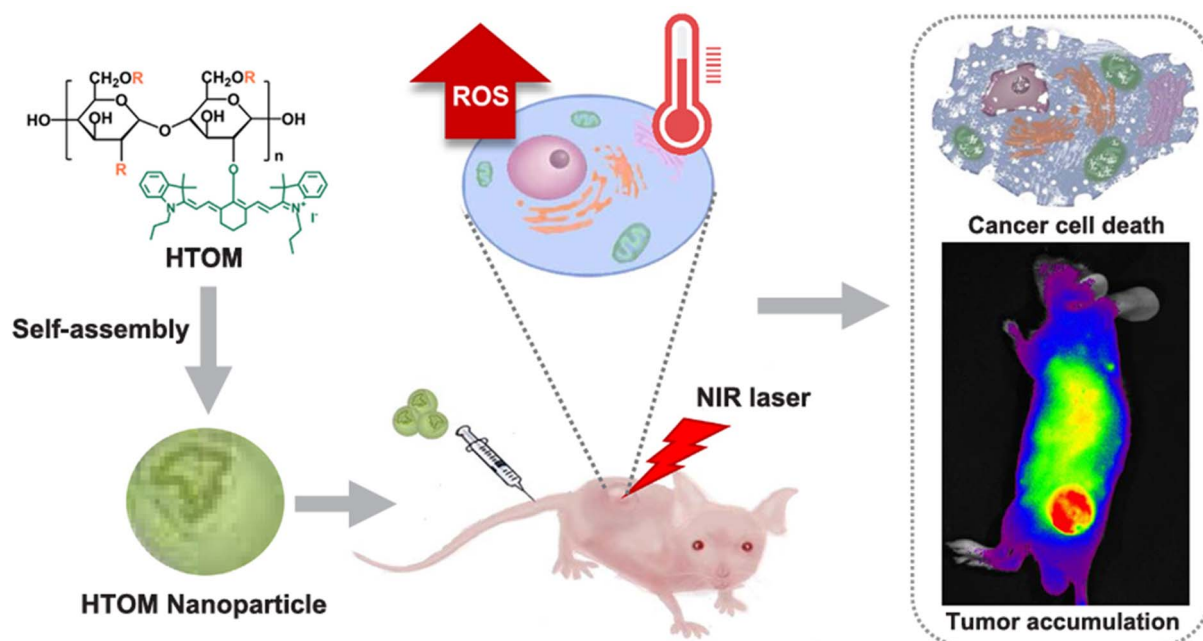 CH₂OR
CH₂OR
HO
OH
O
O
O
OH
OH
R
n
O
N
N⁺
I⁻
HTOM
Self-assembly
HTOM Nanoparticle
ROS
NIR laser
Cancer cell death
Tumor accumulation